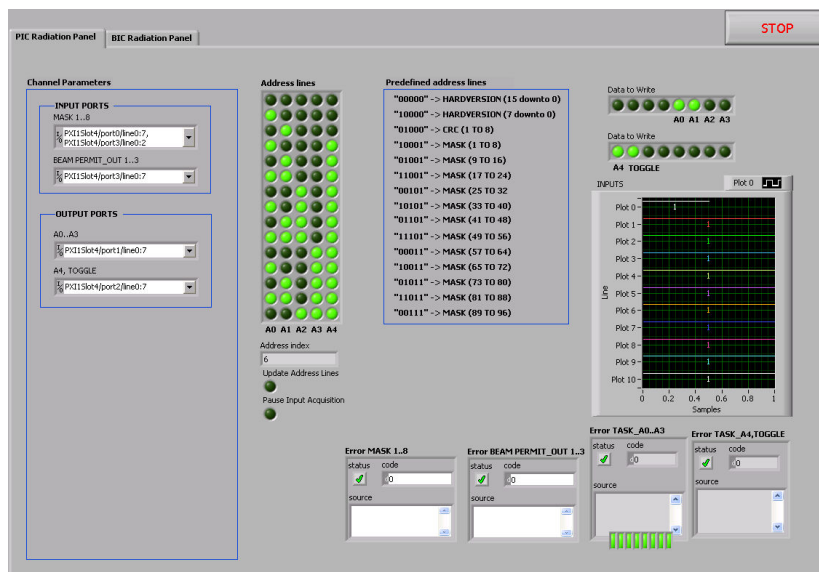 STOP
PIC Radiation Panel
BIC Radiation Panel
Channel Parameters
INPUT PORTS
MASK 1..8
PXI1Slot4/port0/line0:7,
PXI1Slot4/port3/line0:2
BEAM PERMIT_OUT 1..3
PXI1Slot4/port3/line0:7
OUTPUT PORTS
A0..A3
PXI1Slot4/port1/line0:7
A4, TOGGLE
PXI1Slot4/port2/line0:7
Address lines
A0 A1 A2 A3 A4
Address index
6
Update Address Lines
Pause Input Acquisition
Predefined address lines
"00000" -> HARDVERSION (15 downto 0)
"10000" -> HARDVERSION (7 downto 0)
"01000" -> CRC (1 TO 8)
"10001" -> MASK (1 TO 8)
"01001" -> MASK (9 TO 16)
"11001" -> MASK (17 TO 24)
"00101" -> MASK (25 TO 32
"10101" -> MASK (33 TO 40)
"01101" -> MASK (41 TO 48)
"11101" -> MASK (49 TO 56)
"00011" -> MASK (57 TO 64)
"10011" -> MASK (65 TO 72)
"01011" -> MASK (73 TO 80)
"11011" -> MASK (81 TO 88)
"00111" -> MASK (89 TO 96)
Data to Write
A0 A1 A2 A3
Data to Write
A4 TOGGLE
INPUTS
Plot 0
Line
Plot 0 1
Plot 1 1
Plot 2 1
Plot 3 1
Plot 4 1
Plot 5 1
Plot 6 1
Plot 7 1
Plot 8 1
Plot 9 1
Plot 10 1
0 0.2 0.4 0.6 0.8 1
Samples
Error MASK 1..8
status code
0
source
Error BEAM PERMIT_OUT 1..3
status code
0
source
Error TASK_A0..A3
status code
0
source
Error TASK_A4,TOGGLE
status code
0
source